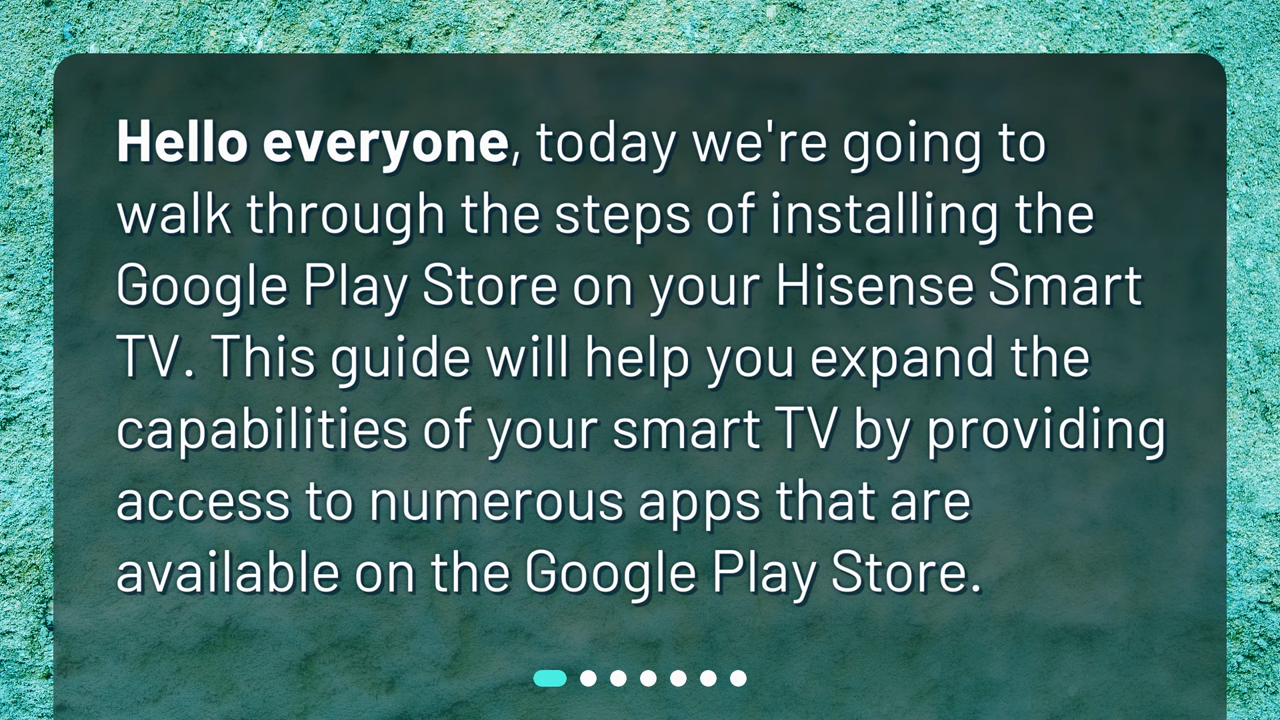 Hello everyone, today we're going to
walk through the steps of installing the
Google Play Store on your Hisense Smart
TV. This guide will help you expand the
capabilities of your smart TV by providing
access to numerous apps that are
available on the Google Play Store.